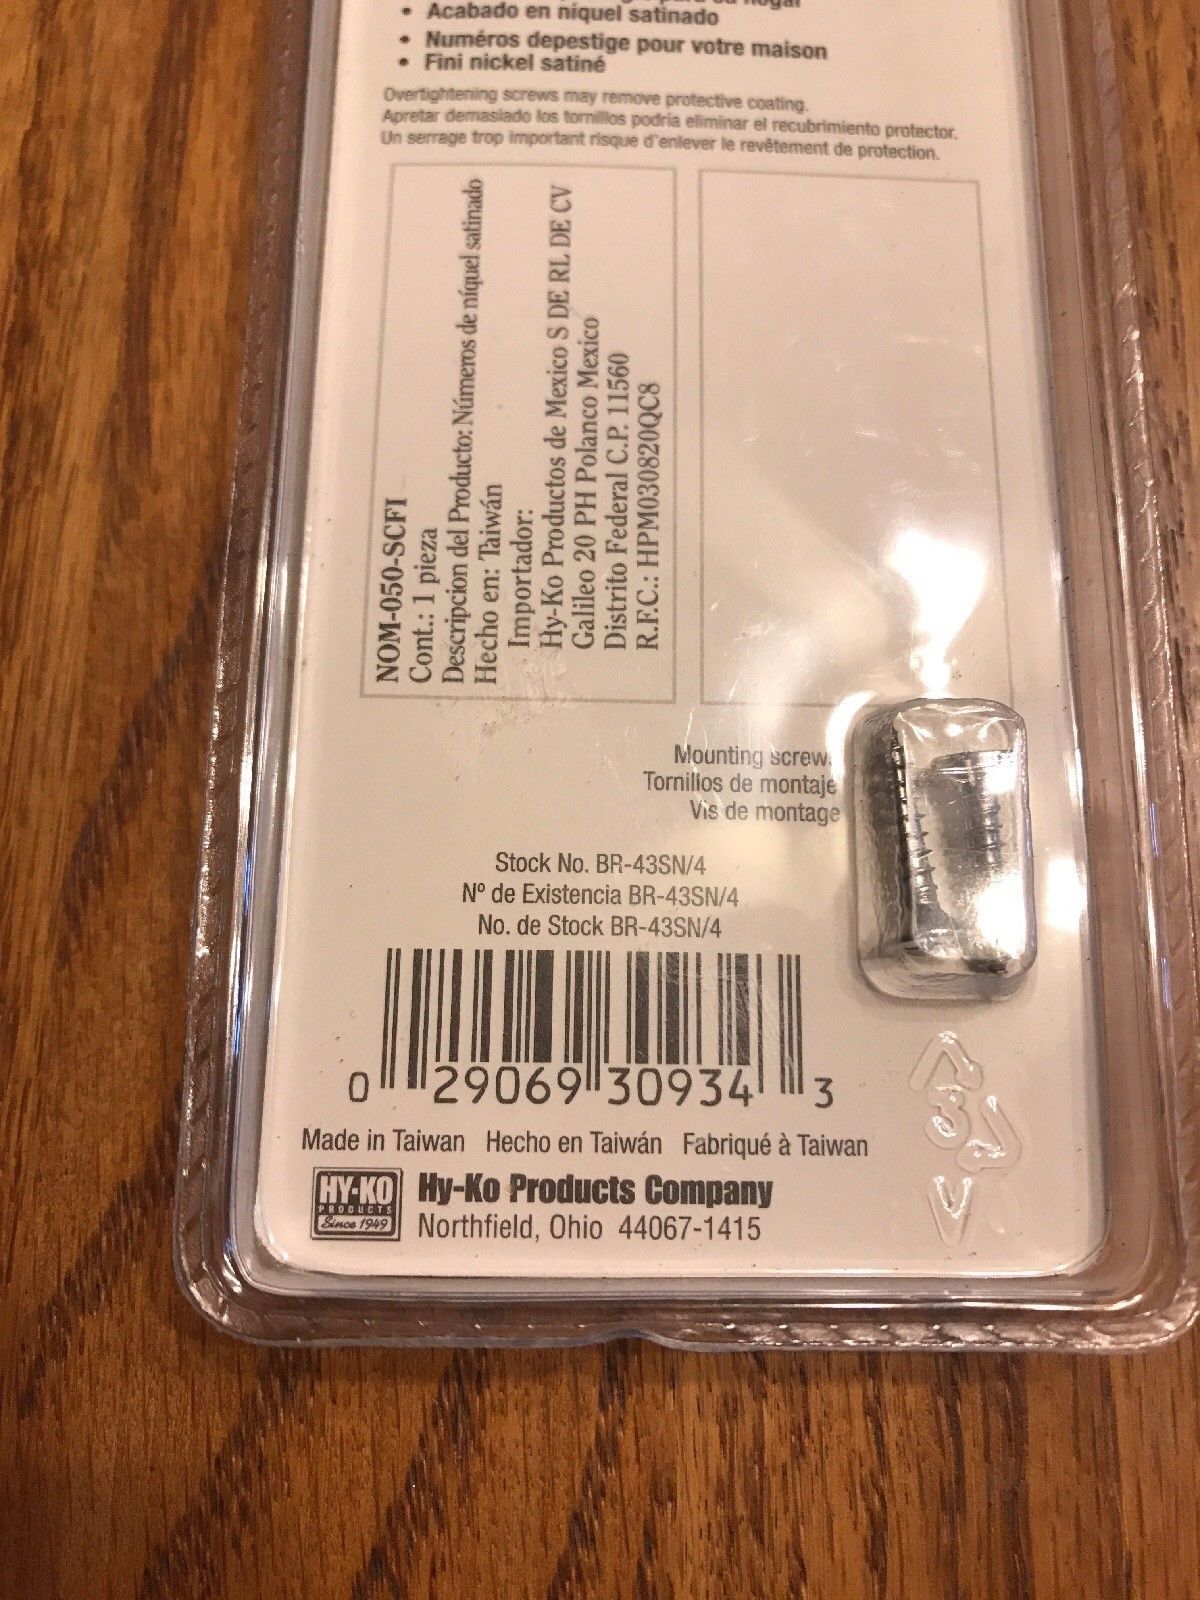 su hogar
• Acabado en níquel satinado
• Numéros depestige pour votre maison
• Fini nickel satiné
Overtightening screws may remove protective coating.
Apretar demasiado los tornillos podría eliminar el recubrimiento protector.
Un serrage trop important risque d'enlever le revêtement de protection.
NOM-050-SCFI
Cont.: 1 pieza
Descripcion del Producto: Números de níquel satinado
Hecho en: Taiwán
Importador:
Hy-Ko Productos de Mexico S DE RL DE CV
Galileo 20 PH Polanco Mexico
Distrito Federal C.P. 11560
R.F.C.: HPM030820QC8
Mounting screws
Tornillos de montaje
Vis de montage
Stock No. BR-43SN/4
Nº de Existencia BR-43SN/4
No. de Stock BR-43SN/4
0 29069 30934 3
Made in Taiwan Hecho en Taiwán Fabriqué à Taiwan
HY-KO
PRODUCTS
Since 1949
Hy-Ko Products Company
Northfield, Ohio 44067-1415
3
V